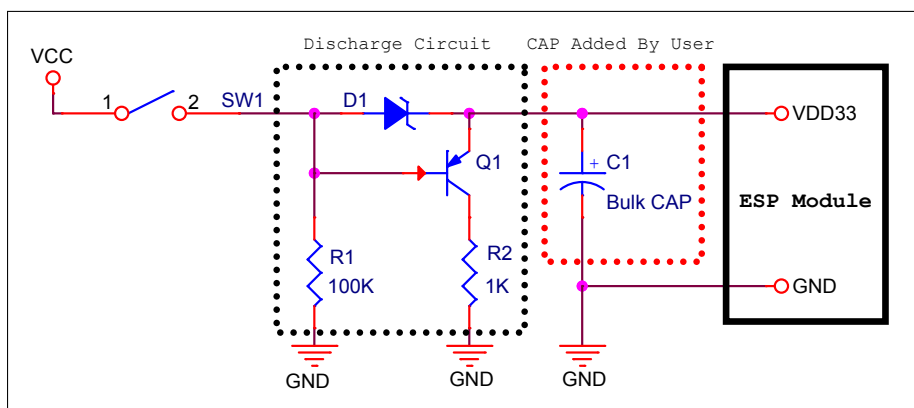 Discharge Circuit
CAP Added By User
VCC
1
2
SW1
D1
VDD33
Q1
+
C1
Bulk CAP
ESP Module
R1
100K
R2
1K
GND
GND
GND
GND